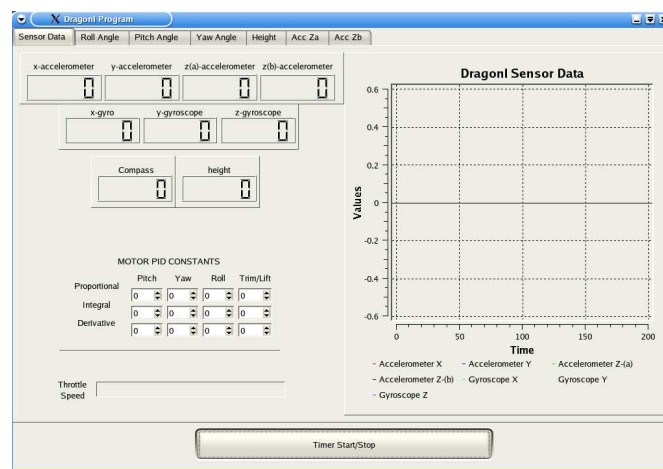 DragonI Program
Sensor Data Roll Angle Pitch Angle Yaw Angle Height Acc Za Acc Zb
x-accelerometer y-accelerometer z(a)-accelerometer z(b)-accelerometer
0 0 0 0
x-gyro y-gyroscope z-gyroscope
0 0 0
Compass height
0 0
MOTOR PID CONSTANTS
Pitch Yaw Roll Trim/Lift
Proportional 0 0 0 0
Integral 0 0 0 0
Derivative 0 0 0 0
Throttle
Speed
DragonI Sensor Data
Values
0.6
0.4
0.2
0
-0.2
-0.4
-0.6
0 50 100 150 200
Time
Accelerometer X Accelerometer Y Accelerometer Z-(a)
Accelerometer Z-(b) Gyroscope X Gyroscope Y
Gyroscope Z
Timer Start/Stop